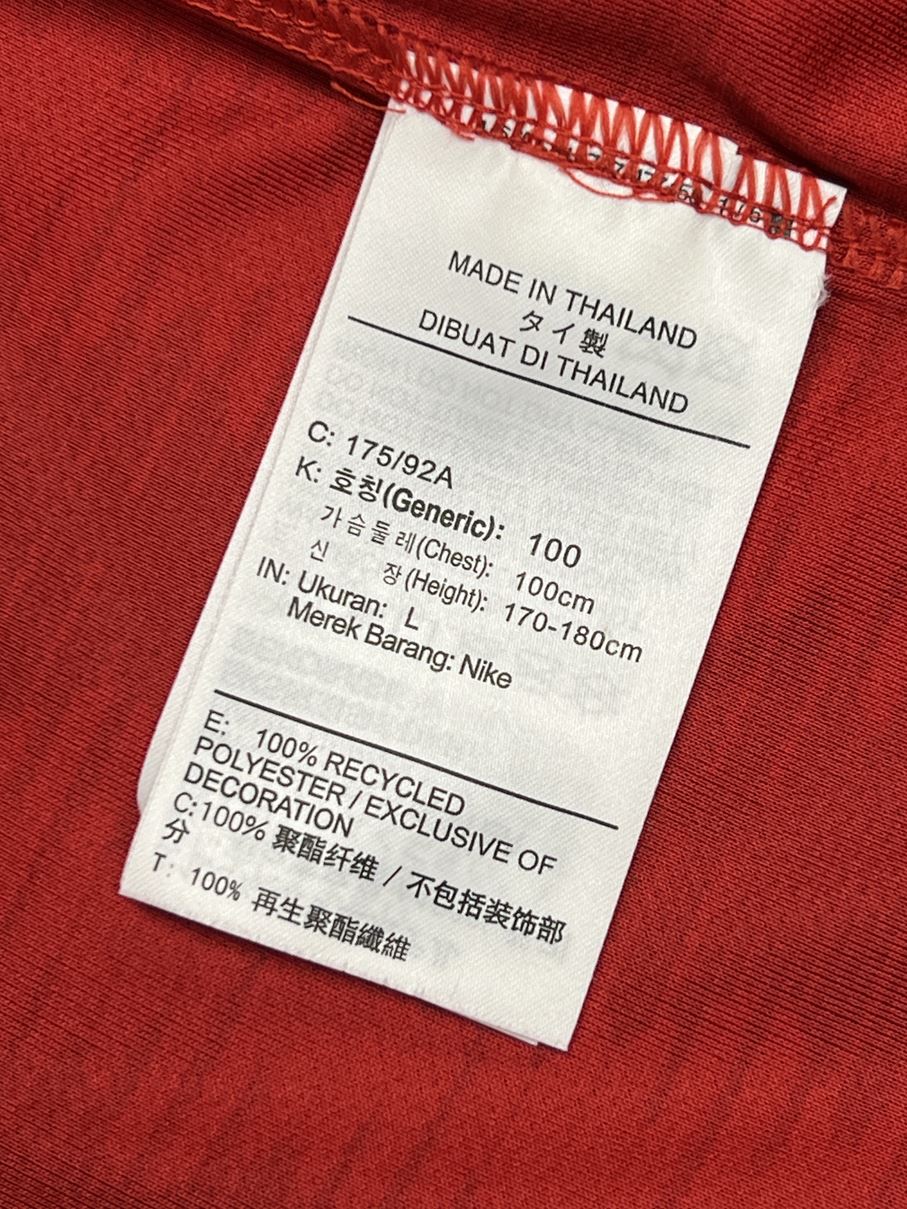 MADE IN THAILAND
タイ製
DIBUAT DI THAILAND
C: 175/92A
K: 호칭(Generic): 100
가슴둘레(Chest): 100cm
신 장(Height): 170-180cm
IN: Ukuran: L
Merek Barang: Nike
E: 100% RECYCLED
POLYESTER / EXCLUSIVE OF
DECORATION
C:100% 聚酯纤维 / 不包括装饰部
分
T: 100% 再生聚酯纖維